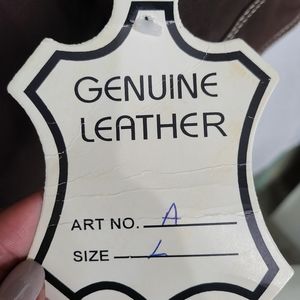 GENUINE
LEATHER
ART NO. A
SIZE L